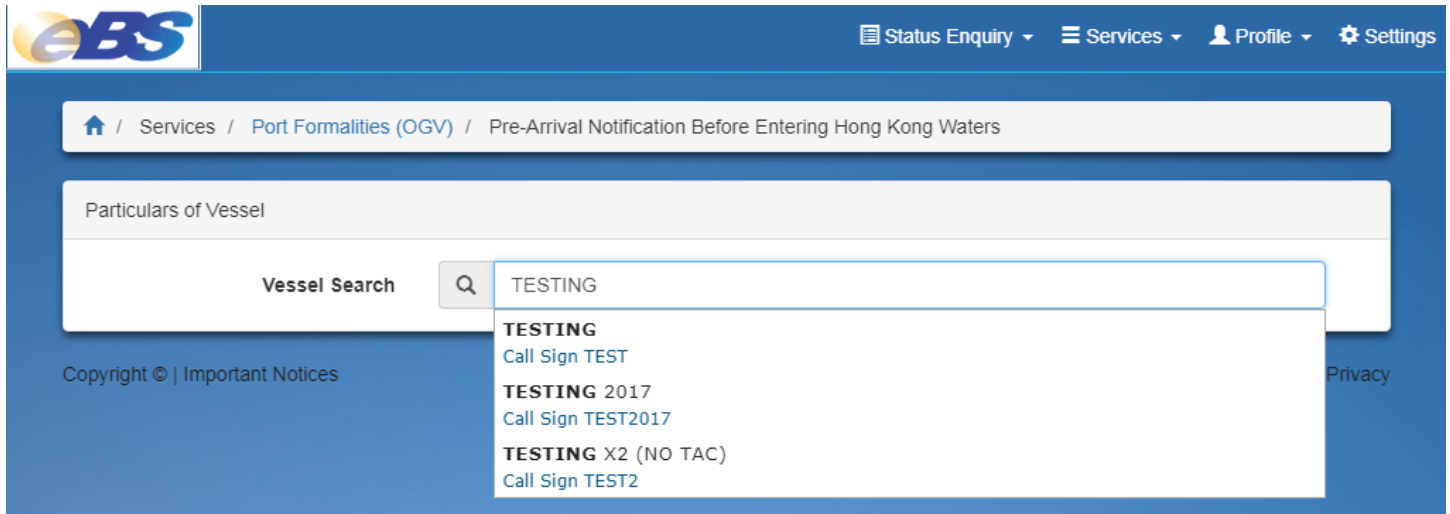 eBS
Status Enquiry Services Profile Settings
/ Services / Port Formalities (OGV) / Pre-Arrival Notification Before Entering Hong Kong Waters
Particulars of Vessel
Vessel Search TESTING
TESTING
Call Sign TEST
TESTING 2017
Call Sign TEST2017
TESTING X2 (NO TAC)
Call Sign TEST2
Copyright © | Important Notices Privacy